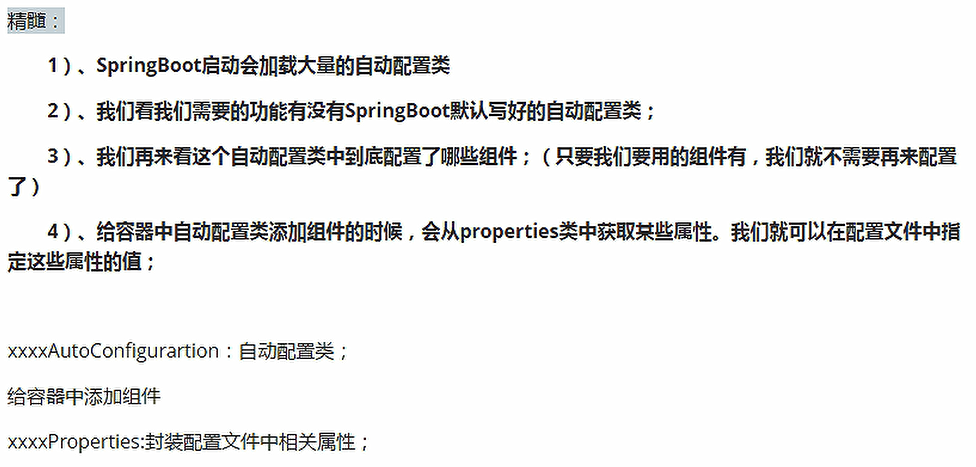 精髓：
1）、SpringBoot启动会加载大量的自动配置类
2）、我们看我们需要的功能有没有SpringBoot默认写好的自动配置类；
3）、我们再来看这个自动配置类中到底配置了哪些组件；（只要我们要用的组件有，我们就不需要再来配置
了）
4）、给容器中自动配置类添加组件的时候，会从properties类中获取某些属性。我们就可以在配置文件中指
定这些属性的值；
xxxxAutoConfigurartion：自动配置类；
给容器中添加组件
xxxxProperties:封装配置文件中相关属性；